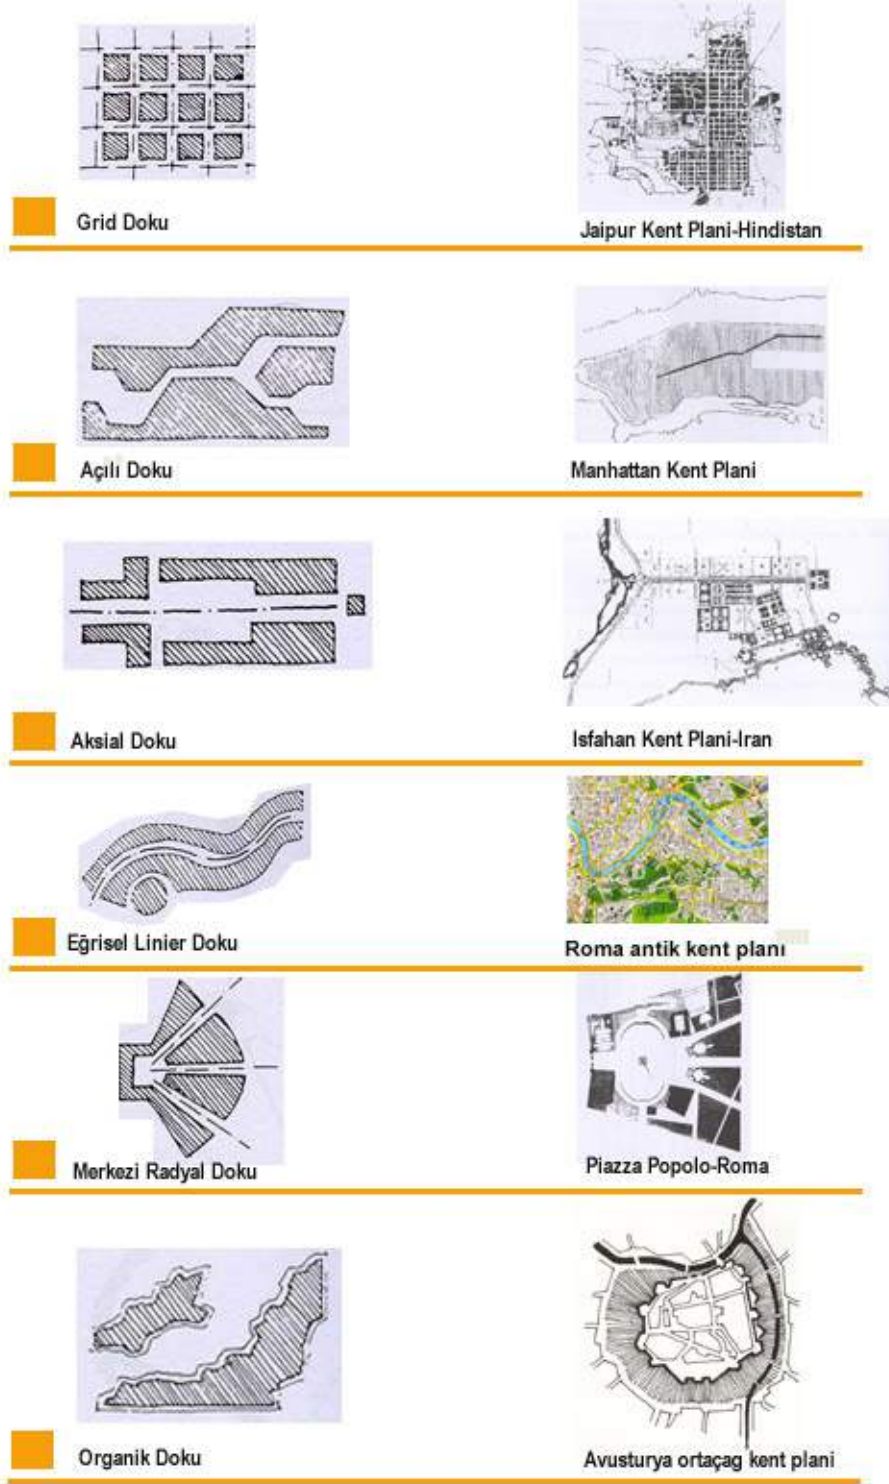 Grid Doku
Jaipur Kent Plani-Hindistan
Açılı Doku
Manhattan Kent Plani
Aksial Doku
Isfahan Kent Plani-Iran
Eğrisel Linier Doku
Roma antik kent planı
Merkezi Radyal Doku
Piazza Popolo-Roma
Organik Doku
Avusturya ortaçag kent plani